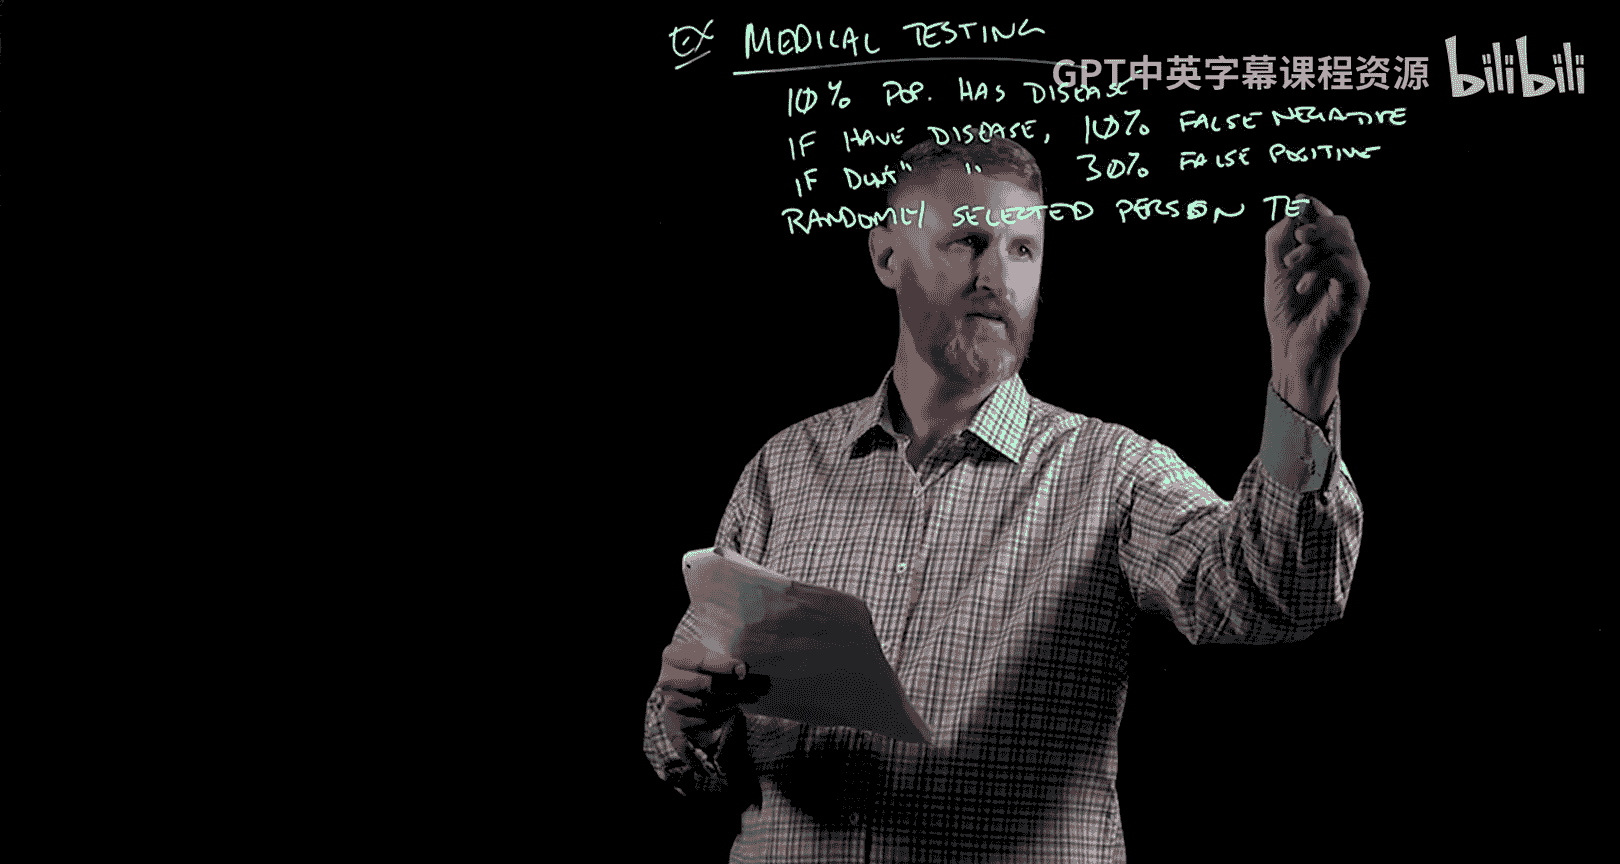 EX MEDICAL TESTING
GPT中英字幕课程资源 bilibili
10% POP. HAS DISEASE
IF HAVE DISEASE, 10% FALSE NEGATIVE
IF DON'T " " 30% FALSE POSITIVE
RANDOMLY SELECTED PERSON TE